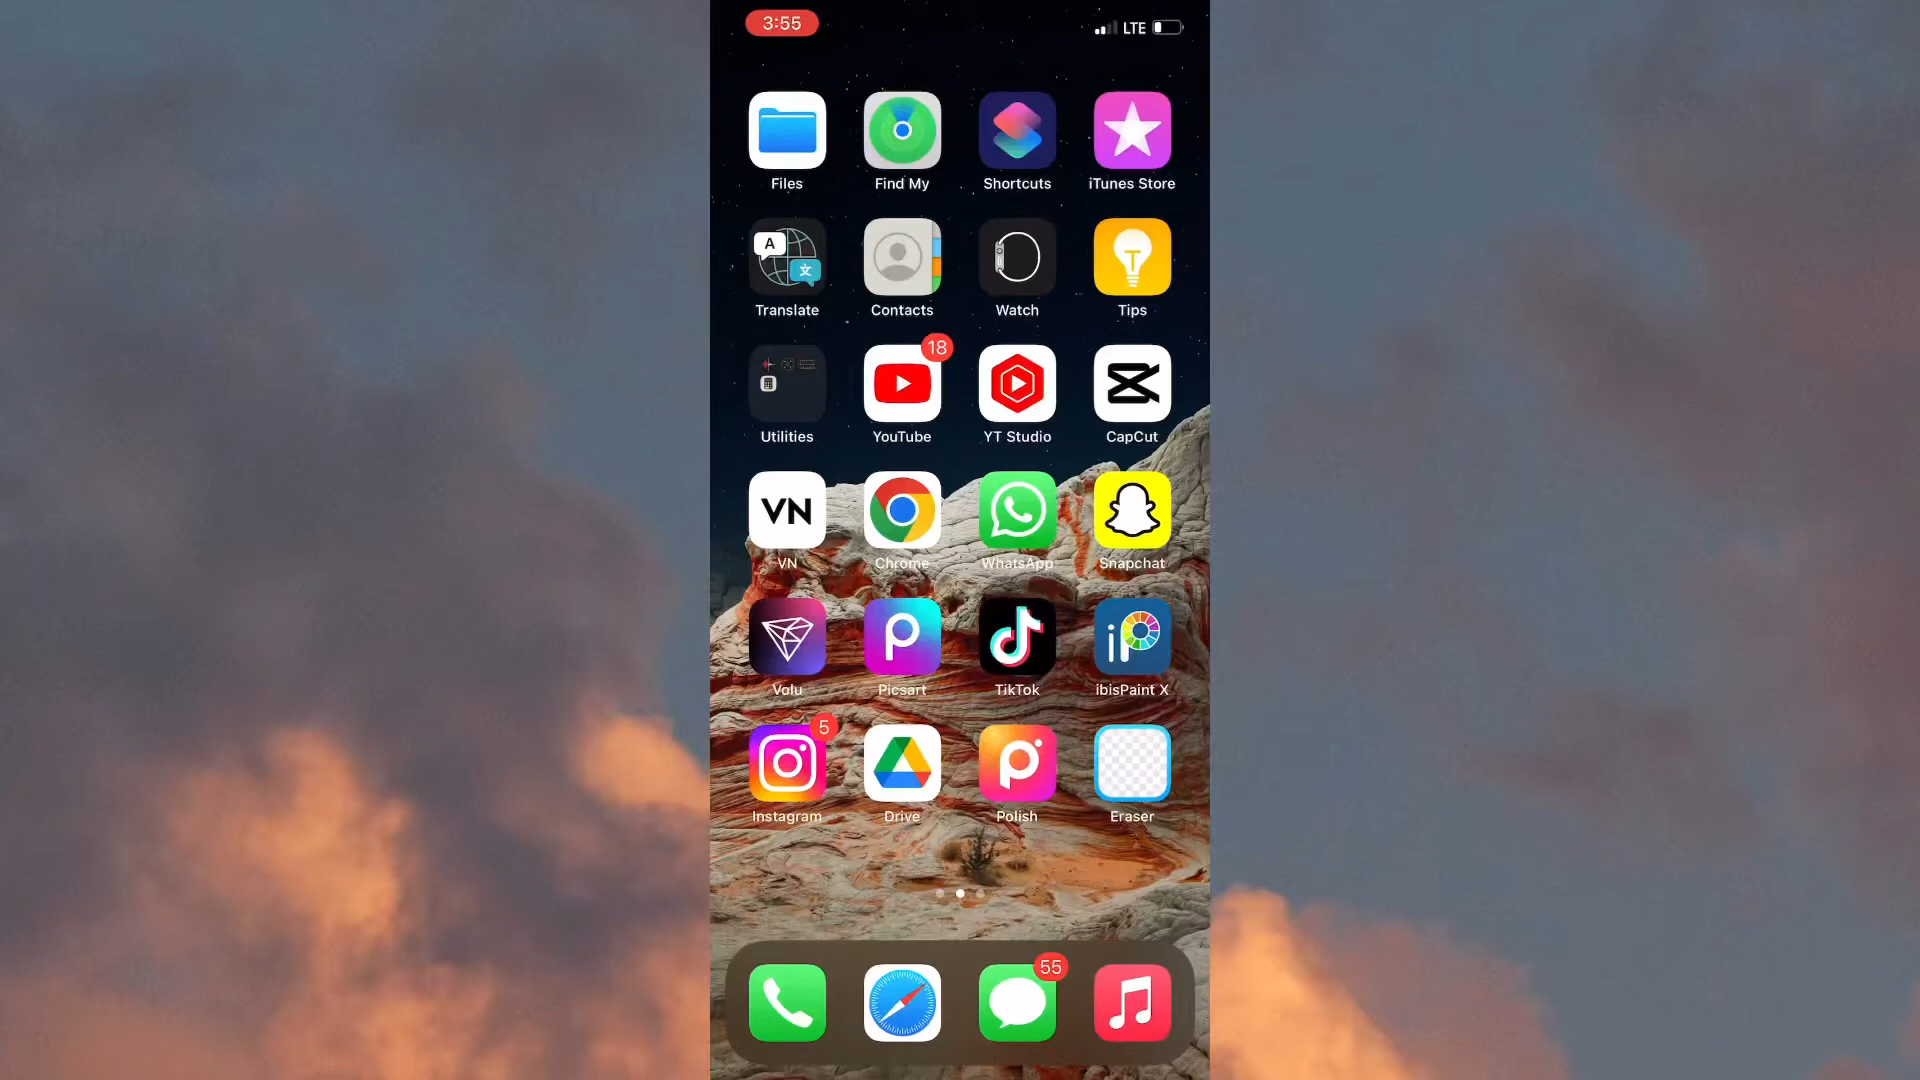 3:55
LTE
Files Find My Shortcuts iTunes Store
A 文
Translate Contacts Watch Tips
18
Utilities YouTube YT Studio CapCut
VN
VN Chrome WhatsApp Snapchat
iP
Volu Picsart TikTok ibisPaint X
5
Instagram Drive Polish Eraser
55